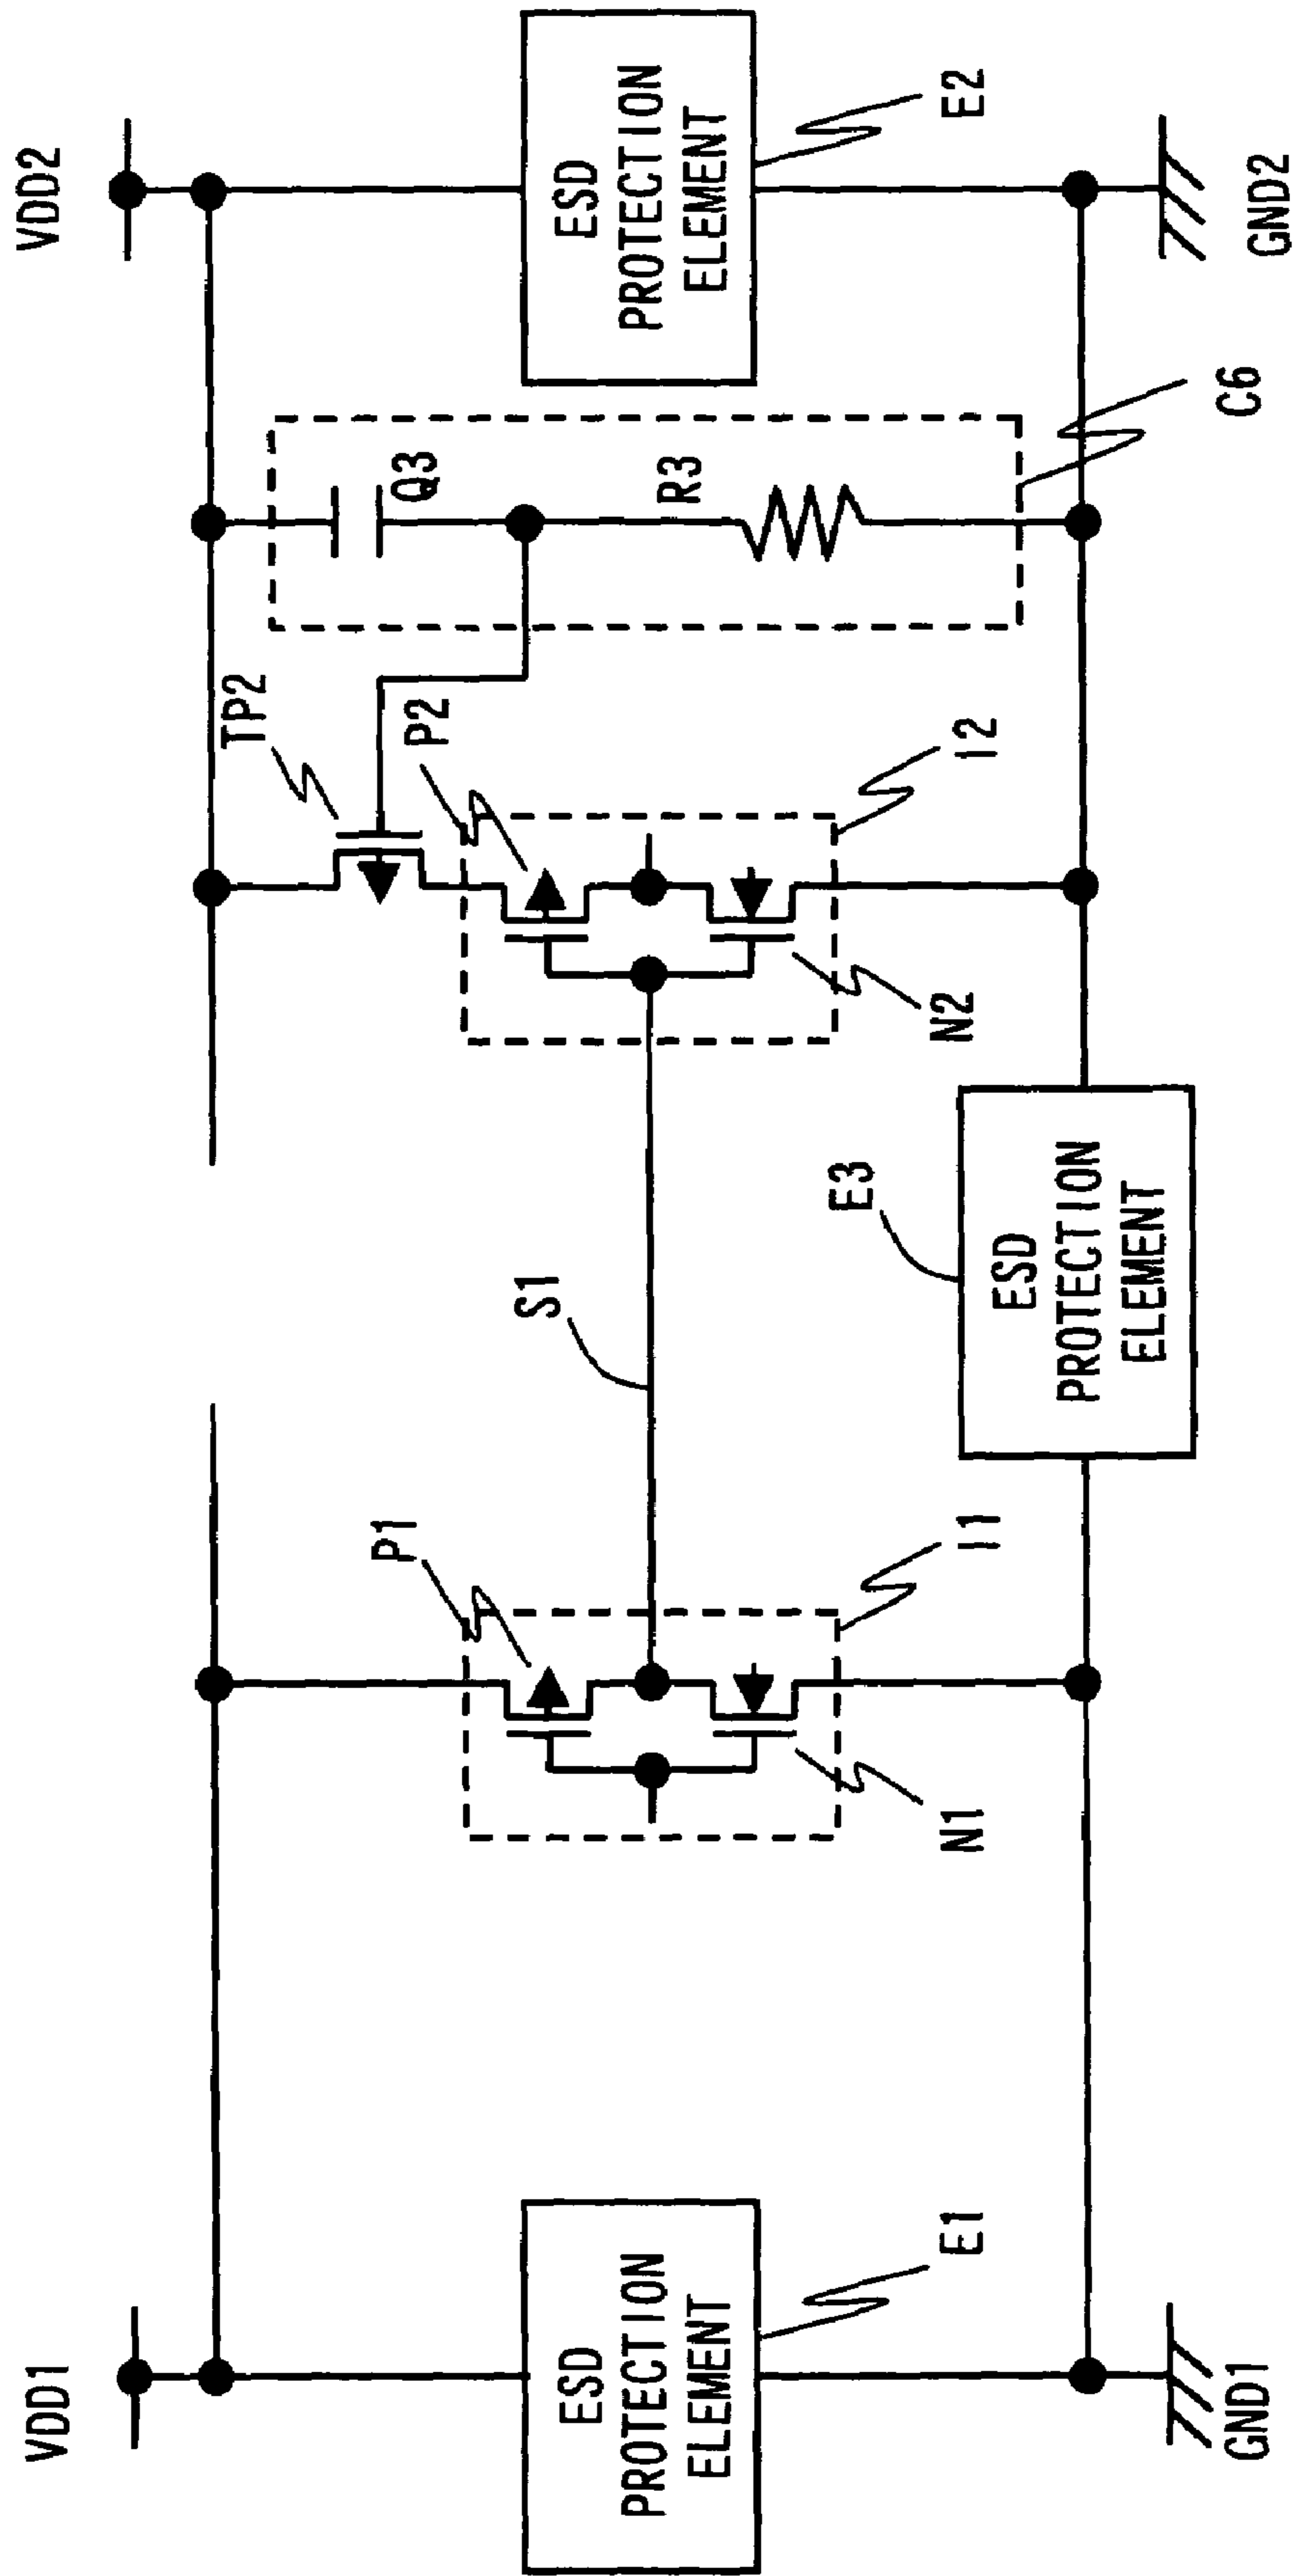 VDD1
VDD2
ESD
PROTECTION
ELEMENT
E1
GND1
P1
I1
N1
S1
E3
ESD
PROTECTION
ELEMENT
TP2
P2
I2
N2
Q3
R3
C6
ESD
PROTECTION
ELEMENT
E2
GND2